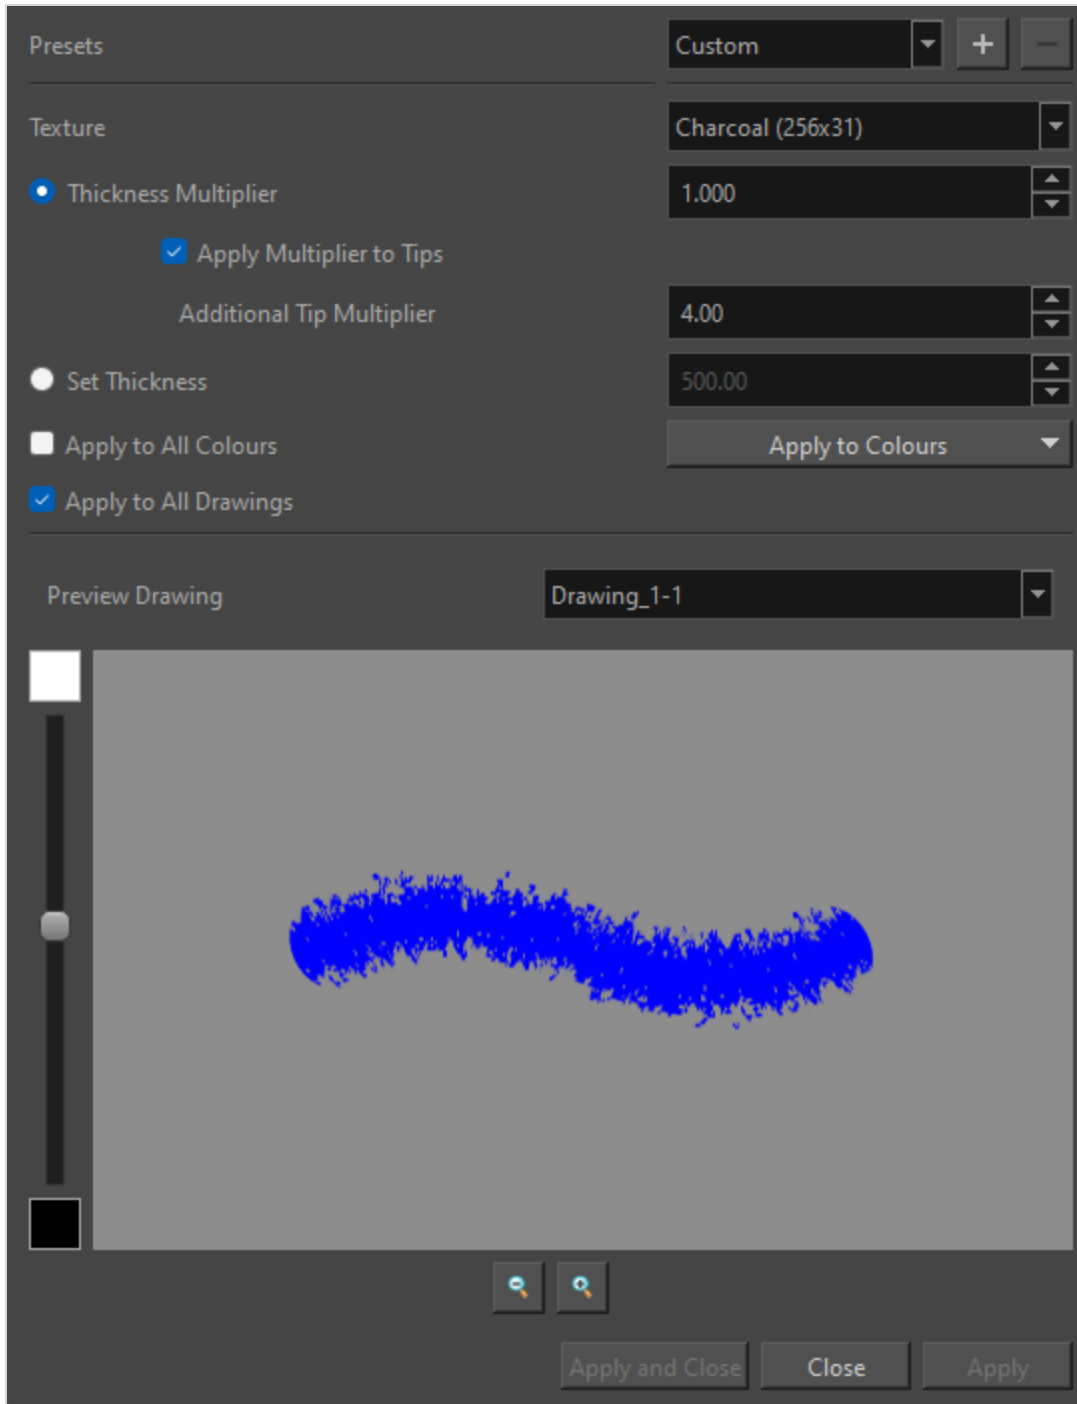 Presets Custom
Texture Charcoal (256x31)
Thickness Multiplier 1.000
Apply Multiplier to Tips
Additional Tip Multiplier 4.00
Set Thickness 500.00
Apply to All Colours Apply to Colours
Apply to All Drawings
Preview Drawing Drawing_1-1
Apply and Close Close Apply